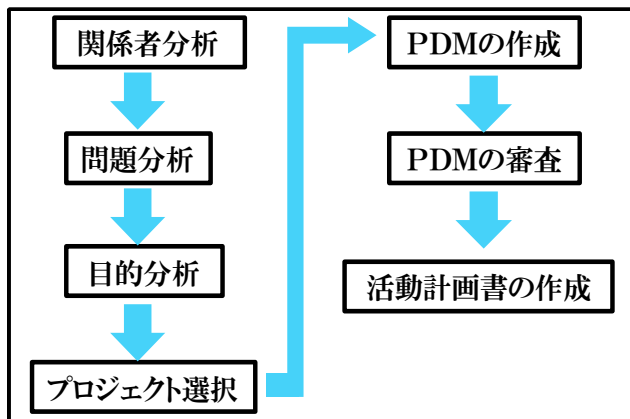 関係者分析
問題分析
目的分析
プロジェクト選択
PDMの作成
PDMの審査
活動計画書の作成